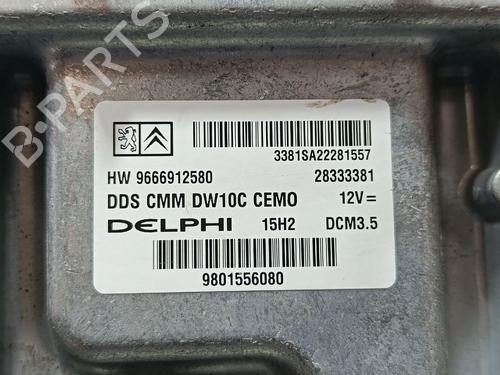 B-PARTS
3381SA22281557
HW 9666912580 28333381
DDS CMM DW10C CEMO 12V =
DELPHI 15H2 DCM3.5
9801556080